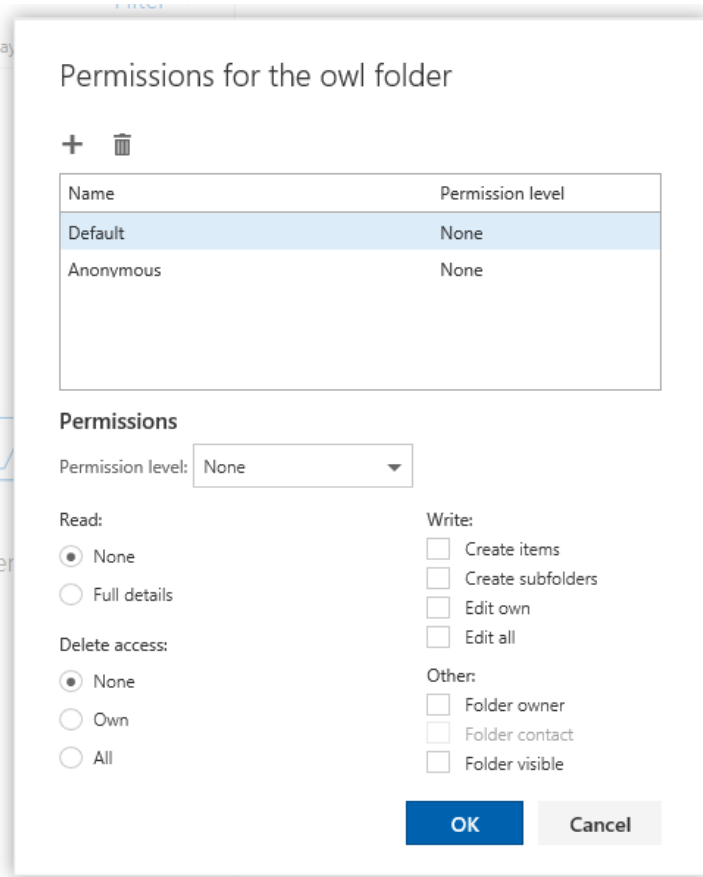 Filter
Permissions for the owl folder
Name Permission level
Default None
Anonymous None
Permissions
Permission level: None
Read:
None
Full details
Delete access:
None
Own
All
Write:
Create items
Create subfolders
Edit own
Edit all
Other:
Folder owner
Folder contact
Folder visible
OK Cancel